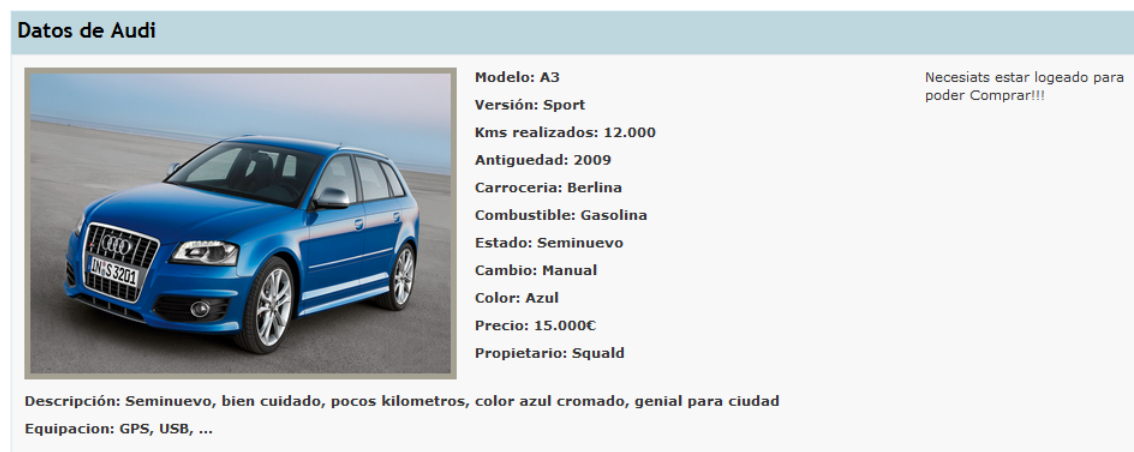 Datos de Audi
IN·S 3201
Modelo: A3
Versión: Sport
Kms realizados: 12.000
Antiguedad: 2009
Carroceria: Berlina
Combustible: Gasolina
Estado: Seminuevo
Cambio: Manual
Color: Azul
Precio: 15.000€
Propietario: Squald
Necesiats estar logeado para
poder Comprar!!!
Descripción: Seminuevo, bien cuidado, pocos kilometros, color azul cromado, genial para ciudad
Equipacion: GPS, USB, ...